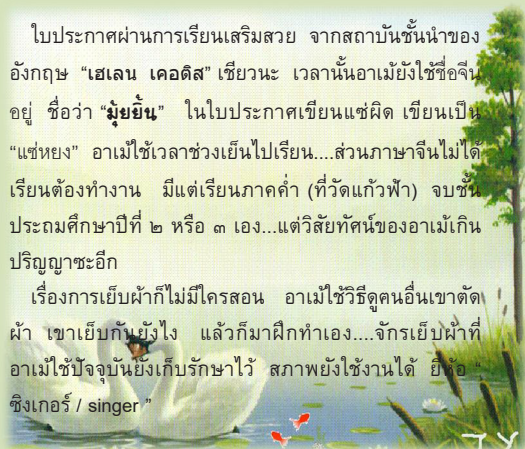 ใบประกาศผ่านการเรียนเสริมสวย จากสถาบันชั้นนำของ
อังกฤษ “เฮเลน เคอดิส” เชียวนะ เวลานั้นอาเม้ยังใช้ชื่อจีน
อยู่ ชื่อว่า “มุ้ยยิ้น” ในใบประกาศเขียนแซ่ผิด เขียนเป็น
“แซ่หยง” อาเม้ใช้เวลาช่วงเย็นไปเรียน....ส่วนภาษาจีนไม่ได้
เรียนต้องทำงาน มีแต่เรียนภาคค่ำ (ที่วัดแก้วฟ้า) จบชั้น
ประถมศึกษาปีที่ ๒ หรือ ๓ เอง...แต่วิสัยทัศน์ของอาเม้เกิน
ปริญญาซะอีก
เรื่องการเย็บผ้าก็ไม่มีใครสอน อาเม้ใช้วิธีดูคนอื่นเขาตัด
ผ้า เขาเย็บกันยังไง แล้วก็มาฝึกทำเอง....จักรเย็บผ้าที่
อาเม้ใช้ปัจจุบันยังเก็บรักษาไว้ สภาพยังใช้งานได้ ยี่ห้อ “
ซิงเกอร์ / singer ”